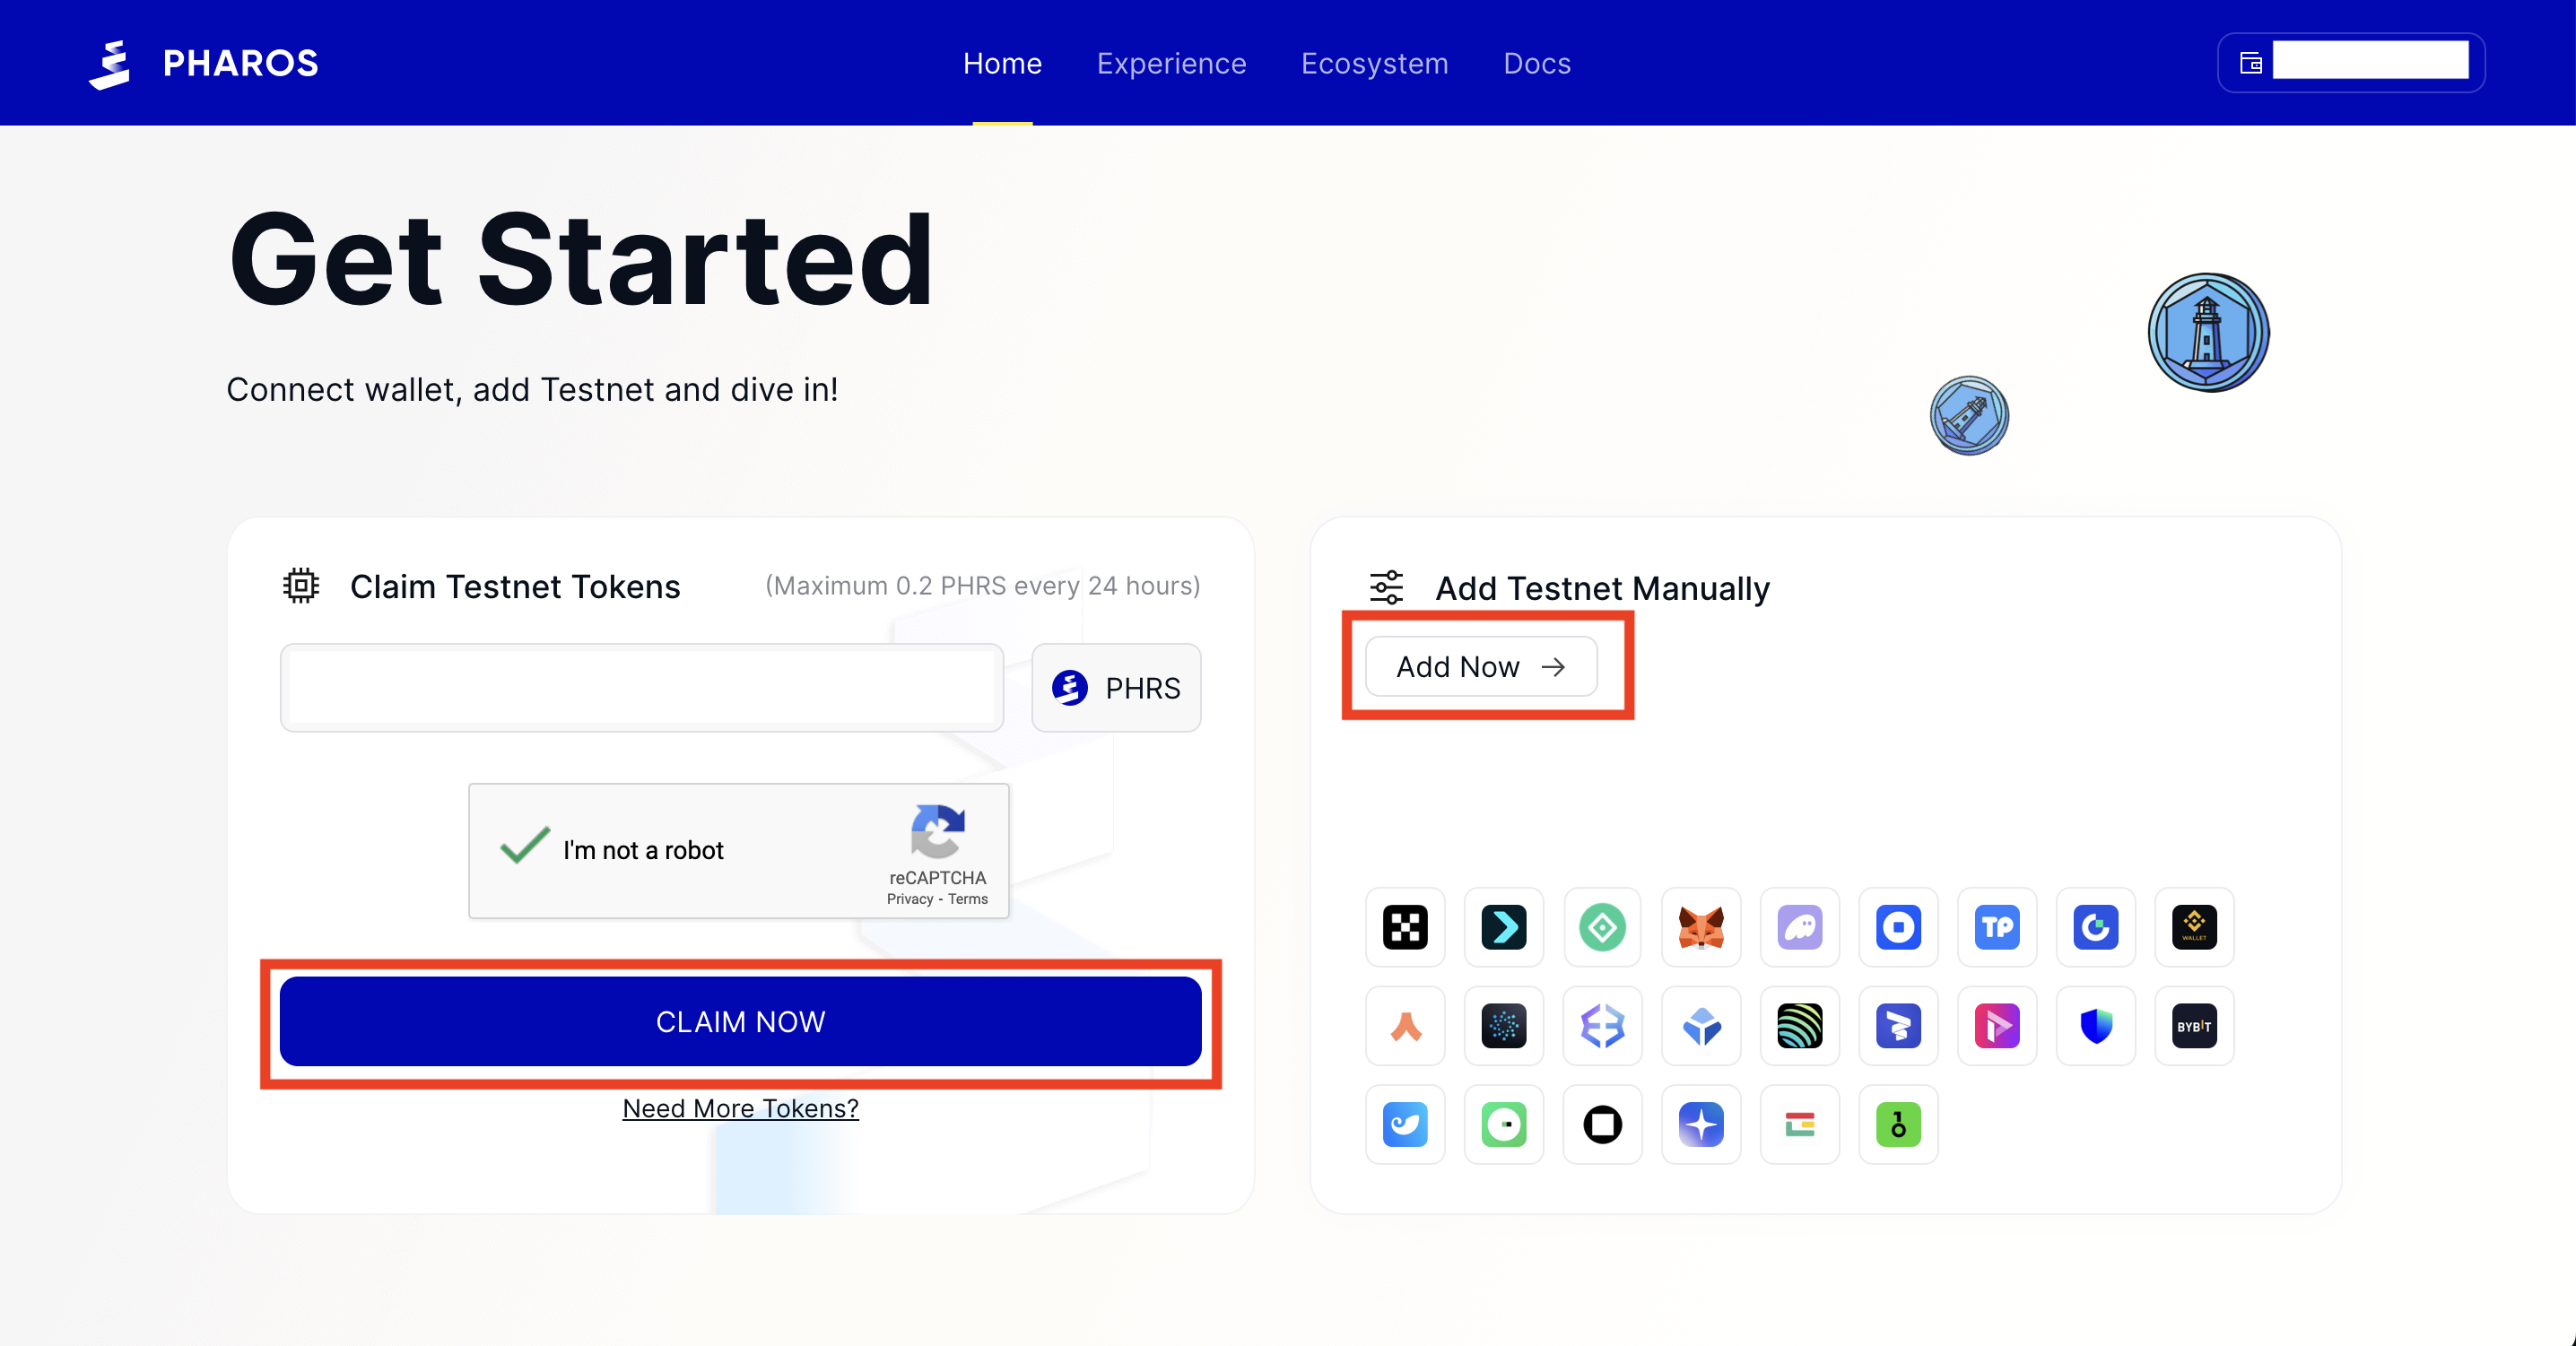 PHAROS
Home Experience Ecosystem Docs
Get Started
Connect wallet, add Testnet and dive in!
Claim Testnet Tokens (Maximum 0.2 PHRS every 24 hours)
PHRS
I'm not a robot
reCAPTCHA
Privacy - Terms
CLAIM NOW
Need More Tokens?
Add Testnet Manually
Add Now →
TP
WALLET
BYBIT